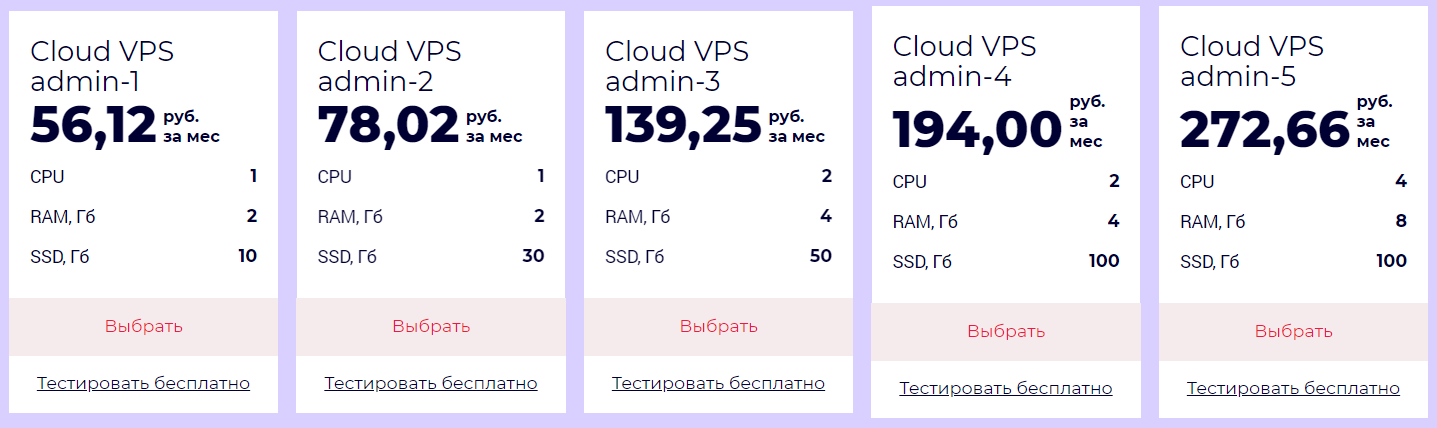 Cloud VPS
admin-1
56,12 руб.
за мес
CPU 1
RAM, Гб 2
SSD, Гб 10
Выбрать
Тестировать бесплатно
Cloud VPS
admin-2
78,02 руб.
за мес
CPU 1
RAM, Гб 2
SSD, Гб 30
Выбрать
Тестировать бесплатно
Cloud VPS
admin-3
139,25 руб.
за мес
CPU 2
RAM, Гб 4
SSD, Гб 50
Выбрать
Тестировать бесплатно
Cloud VPS
admin-4
194,00 руб.
за
мес
CPU 2
RAM, Гб 4
SSD, Гб 100
Выбрать
Тестировать бесплатно
Cloud VPS
admin-5
272,66 руб.
за
мес
CPU 4
RAM, Гб 8
SSD, Гб 100
Выбрать
Тестировать бесплатно